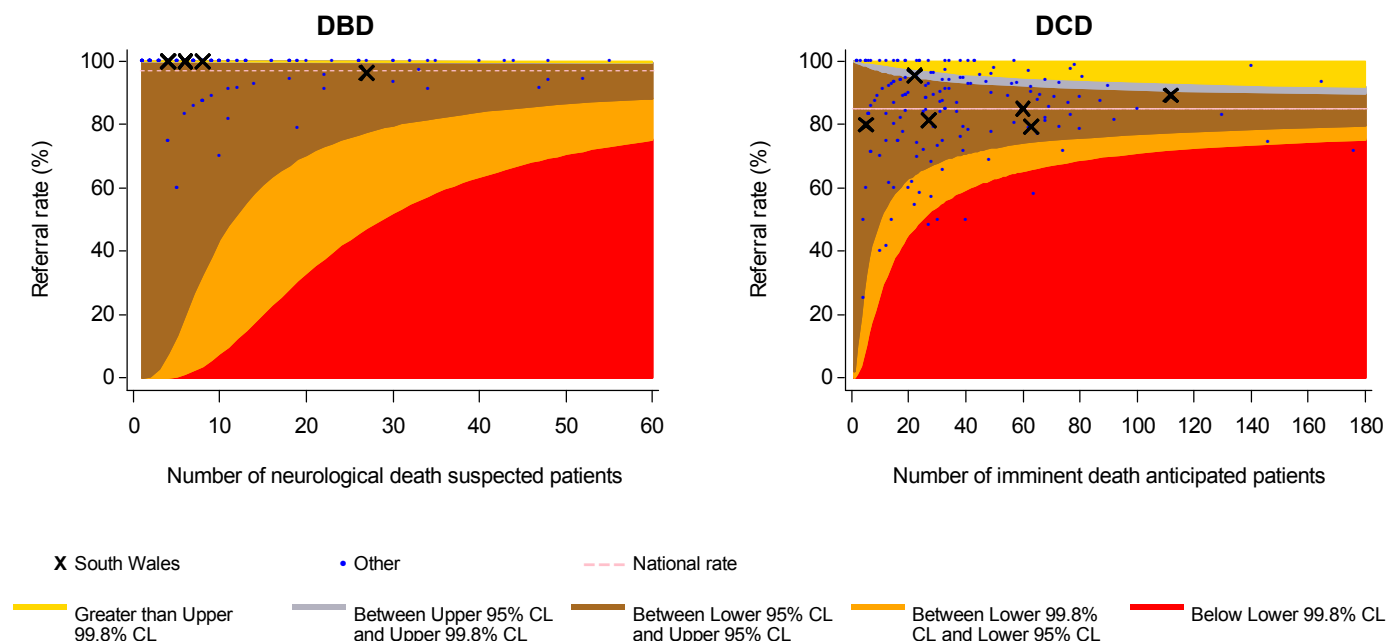 DBD
100
80
60
40
20
0
Referral rate (%)
0 10 20 30 40 50 60
Number of neurological death suspected patients
DCD
100
80
60
40
20
0
Referral rate (%)
0 20 40 60 80 100 120 140 160 180
Number of imminent death anticipated patients
X South Wales
Other
National rate
Greater than Upper
99.8% CL
Between Upper 95% CL
and Upper 99.8% CL
Between Lower 95% CL
and Upper 95% CL
Between Lower 99.8%
CL and Lower 95% CL
Below Lower 99.8% CL